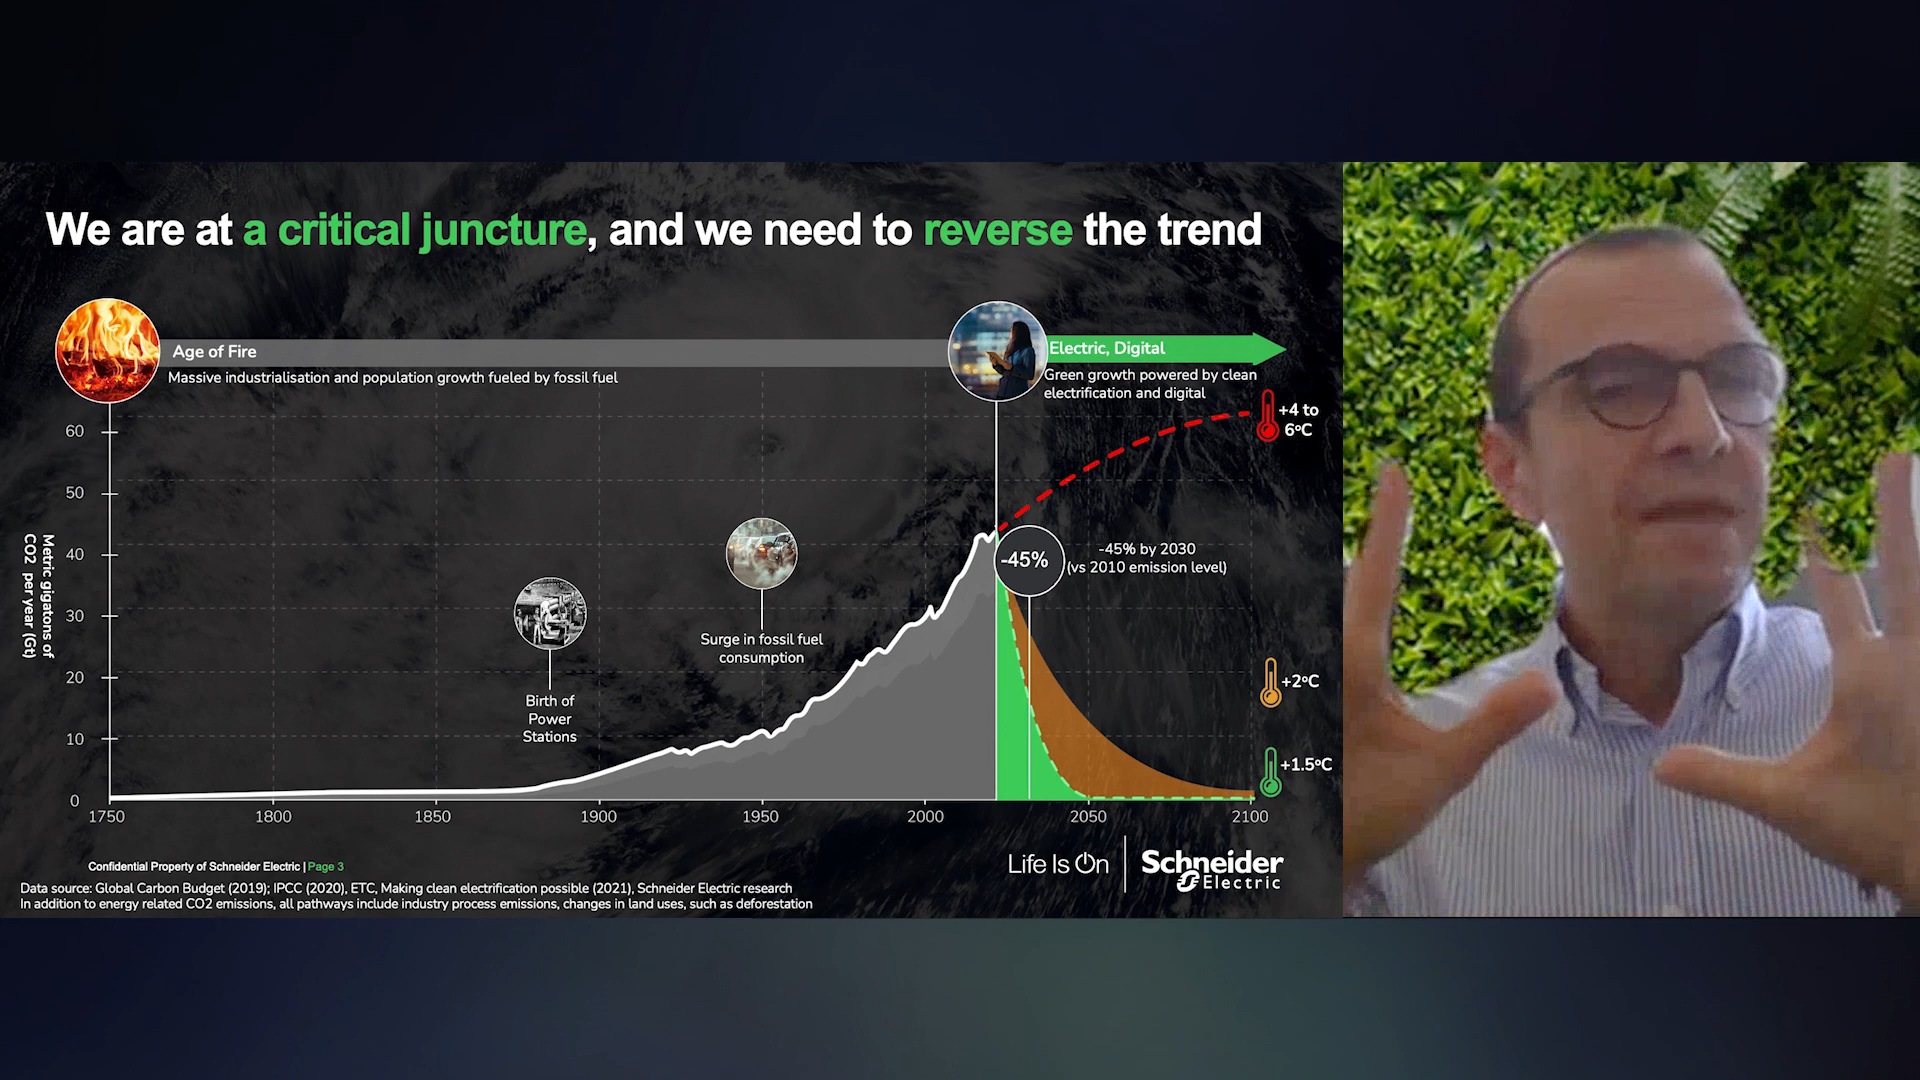 We are at a critical juncture, and we need to reverse the trend
Age of Fire
Massive industrialisation and population growth fueled by fossil fuel
Electric, Digital
Green growth powered by clean
electrification and digital
+4 to
6°C
60
50
40
30
20
10
0
Metric gigatons of
CO2 per year (Gt)
-45%
-45% by 2030
(vs 2010 emission level)
Surge in fossil fuel
consumption
Birth of
Power
Stations
+2°C
+1.5°C
1750
1800
1850
1900
1950
2000
2050
2100
Confidential Property of Schneider Electric | Page 3
Data source: Global Carbon Budget (2019); IPCC (2020), ETC, Making clean electrification possible (2021), Schneider Electric research
In addition to energy related CO2 emissions, all pathways include industry process emissions, changes in land uses, such as deforestation
Life Is On
Schneider
Electric